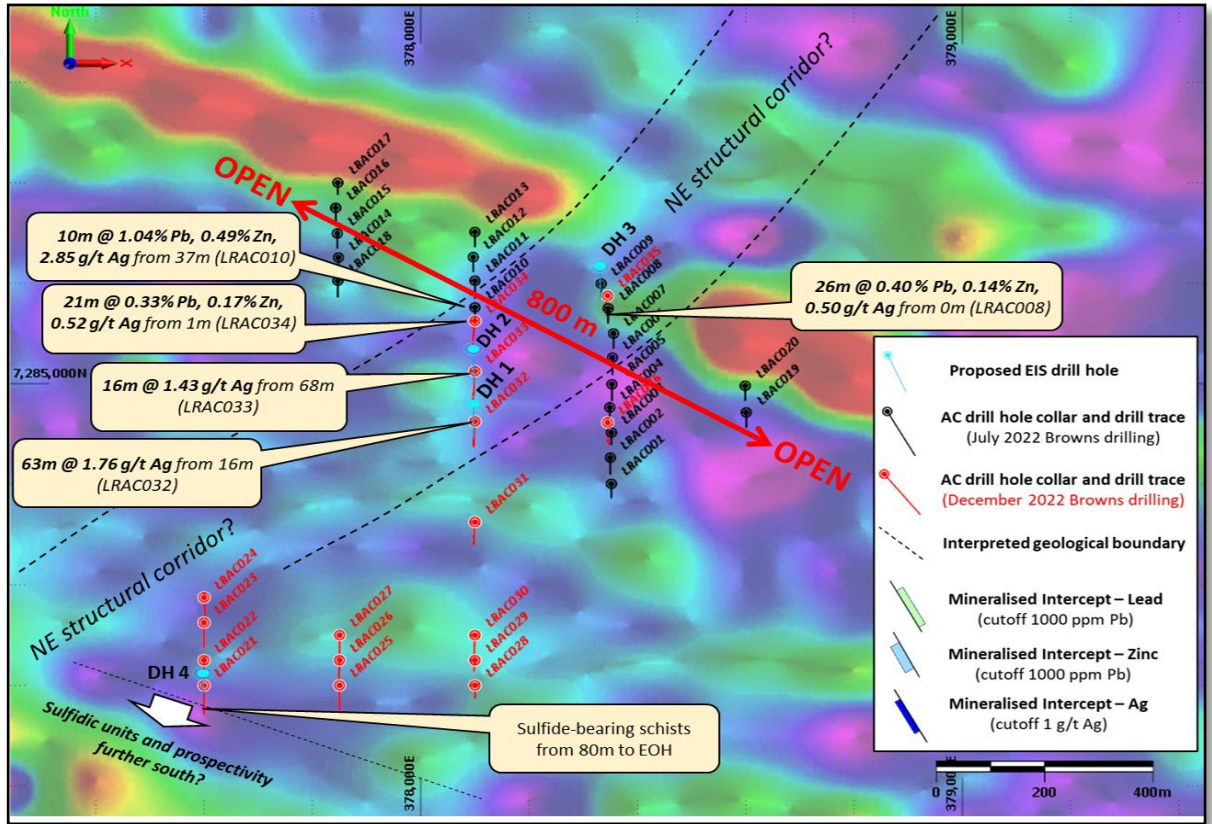 North
X
378,000E
379,000E
NE structural corridor?
LRAC017
LRAC016
LRAC015
LRAC014
LRAC018
OPEN
LRAC013
LRAC012
LRAC011
LRAC010
LRAC034
DH 2
LRAC033
DH 1
LRAC032
DH 3
LRAC009
LRAC035
LRAC008
LRAC007
LRAC005
LRAC004
LRAC002
LRAC001
800 m
LRAC020
LRAC019
OPEN
10m @ 1.04% Pb, 0.49% Zn,
2.85 g/t Ag from 37m (LRAC010)
21m @ 0.33% Pb, 0.17% Zn,
0.52 g/t Ag from 1m (LRAC034)
16m @ 1.43 g/t Ag from 68m
(LRAC033)
63m @ 1.76 g/t Ag from 16m
(LRAC032)
26m @ 0.40 % Pb, 0.14% Zn,
0.50 g/t Ag from 0m (LRAC008)
7,285,000N
LRAC031
NE structural corridor?
LRAC024
LRAC023
LRAC022
LRAC021
DH 4
LRAC027
LRAC026
LRAC025
LRAC030
LRAC029
LRAC028
Sulfidic units and prospectivity
further south?
Sulfide-bearing schists
from 80m to EOH
Proposed EIS drill hole
AC drill hole collar and drill trace
(July 2022 Browns drilling)
AC drill hole collar and drill trace
(December 2022 Browns drilling)
Interpreted geological boundary
Mineralised Intercept – Lead
(cutoff 1000 ppm Pb)
Mineralised Intercept – Zinc
(cutoff 1000 ppm Pb)
Mineralised Intercept – Ag
(cutoff 1 g/t Ag)
0 200 400m
378,000E
379,000E